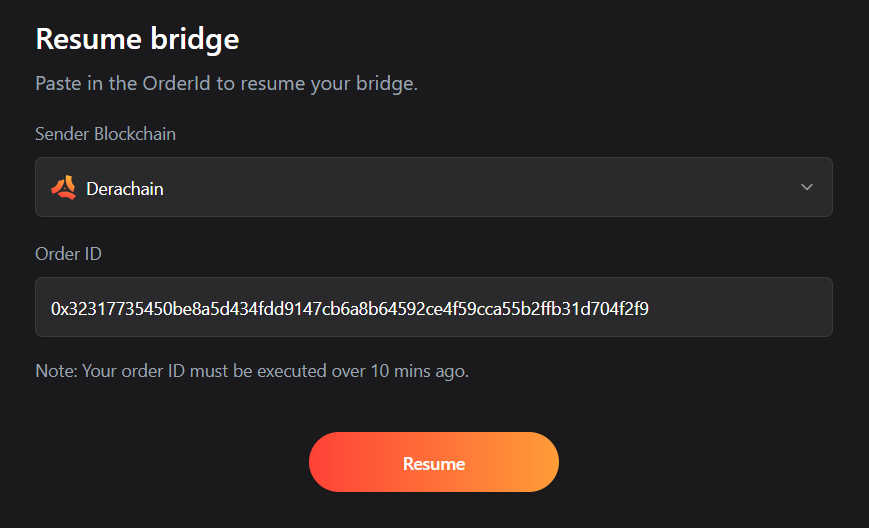 Resume bridge
Paste in the OrderId to resume your bridge.
Sender Blockchain
Derachain
Order ID
0x32317735450be8a5d434fdd9147cb6a8b64592ce4f59cca55b2ffb31d704f2f9
Note: Your order ID must be executed over 10 mins ago.
Resume